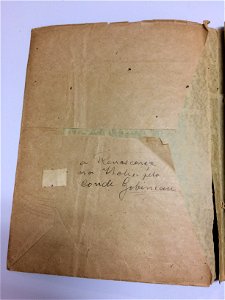 a Renascença
na Italia pelo
Conde Gobineau